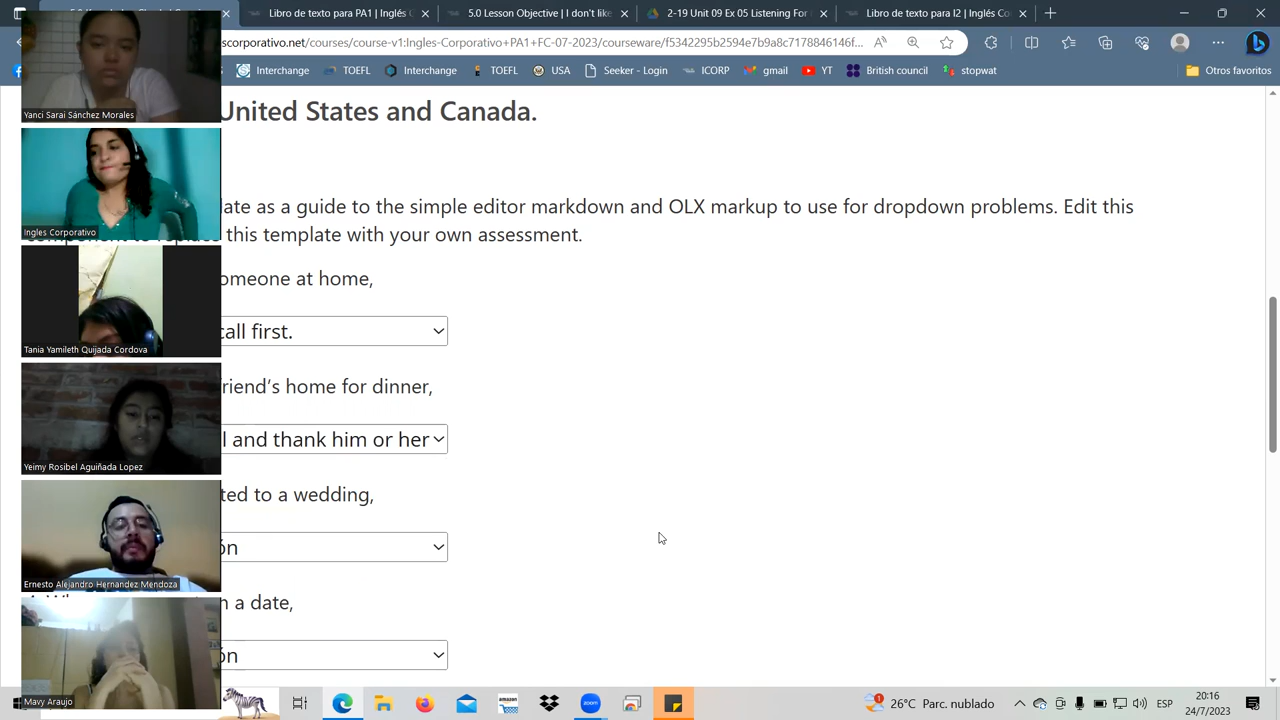 Libro de texto para PA1 | Inglés
5.0 Lesson Objective | I don't like
2-19 Unit 5 Ex 05 Listening For
Libro de texto para I2 | Inglés Co
scorporativo.net/courses/course-v1:Ingles-Corporativo+PA1+FC-07-2023/courseware/f5342295b2594e7b9a8c7178846146f...
Interchange
TOEFL
Interchange
TOEFL
USA
Seeker - Login
ICORP
gmail
YT
British council
stopwat
Otros favoritos
Yanci Sarai Sánchez Morales
United States and Canada.
late as a guide to the simple editor markdown and OLX markup to use for dropdown problems. Edit this
Ingles Corporativo
this template with your own assessment.
omeone at home,
call first.
Tania Yamileth Quijada Cordova
riend's home for dinner,
l and thank him or her
Yeimy Rosibel Aguiñada Lopez
ted to a wedding,
ón
Ernesto Alejandro Hernandez Mendoza
n a date,
ón
Mavy Araujo
amazon
zoom
1
26°C Parc. nublado
ESP
20:16
24/7/2023